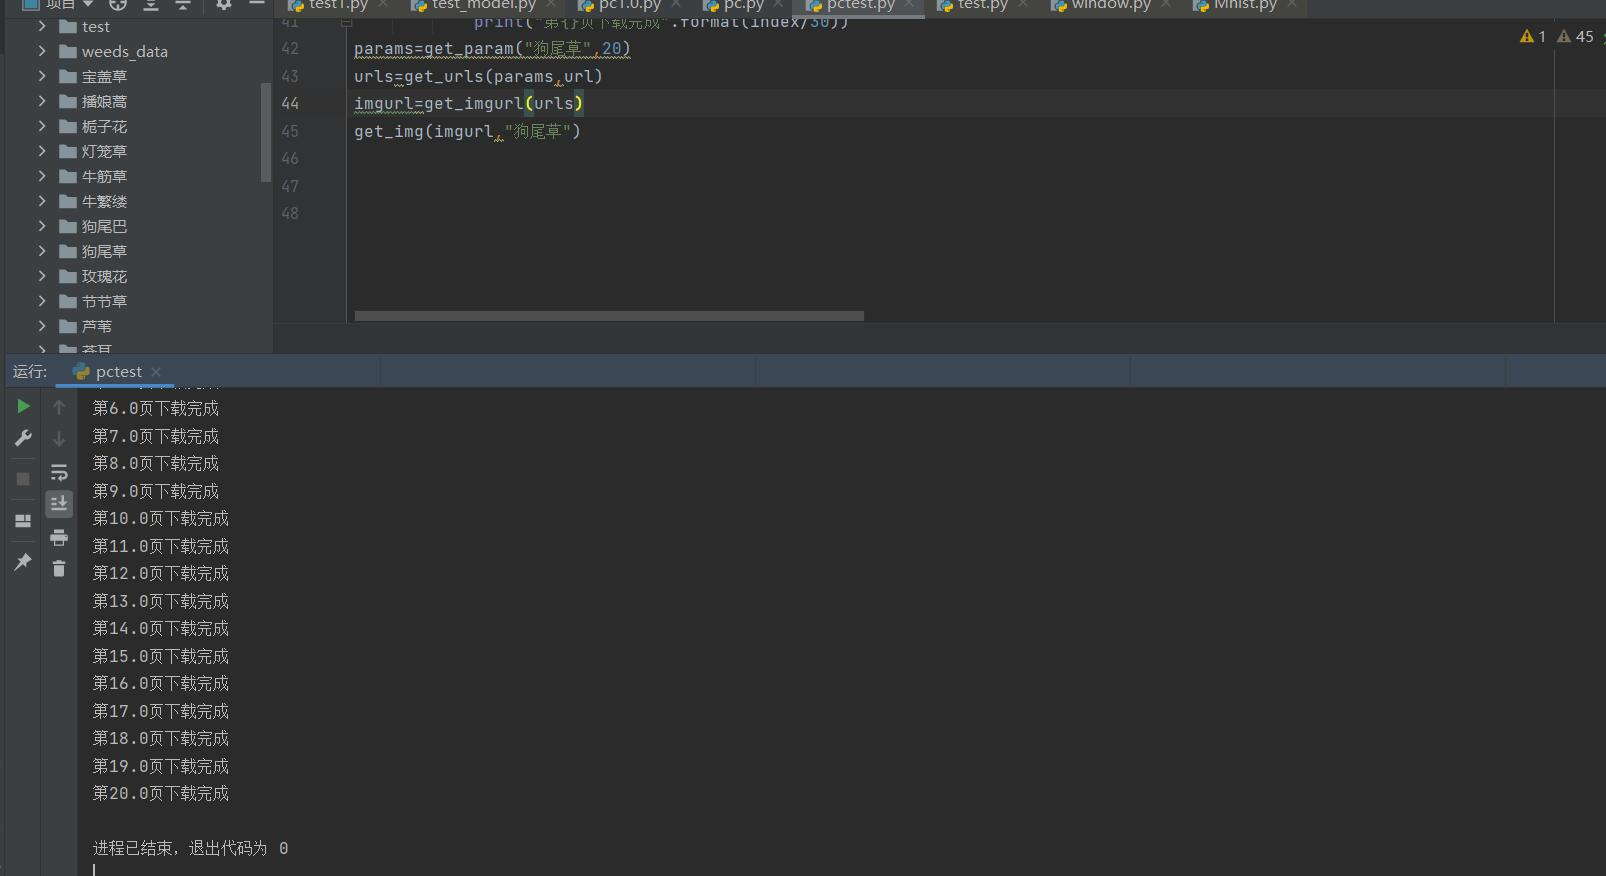 项目
test1.py
test_model.py
pc1.0.py
pc.py
pctest.py
test.py
window.py
Mnist.py
test
weeds_data
宝盖草
播娘蒿
栀子花
灯笼草
牛筋草
牛繁缕
狗尾巴
狗尾草
玫瑰花
节节草
芦苇
苍耳
41 print("第{}页下载完成".format(index/30))
42 params=get_param("狗尾草",20)
43 urls=get_urls(params,url)
44 imgurl=get_imgurl(urls)
45 get_img(imgurl,"狗尾草")
46
47
48
1 45
运行: pctest
第6.0页下载完成
第7.0页下载完成
第8.0页下载完成
第9.0页下载完成
第10.0页下载完成
第11.0页下载完成
第12.0页下载完成
第13.0页下载完成
第14.0页下载完成
第15.0页下载完成
第16.0页下载完成
第17.0页下载完成
第18.0页下载完成
第19.0页下载完成
第20.0页下载完成
进程已结束，退出代码为 0